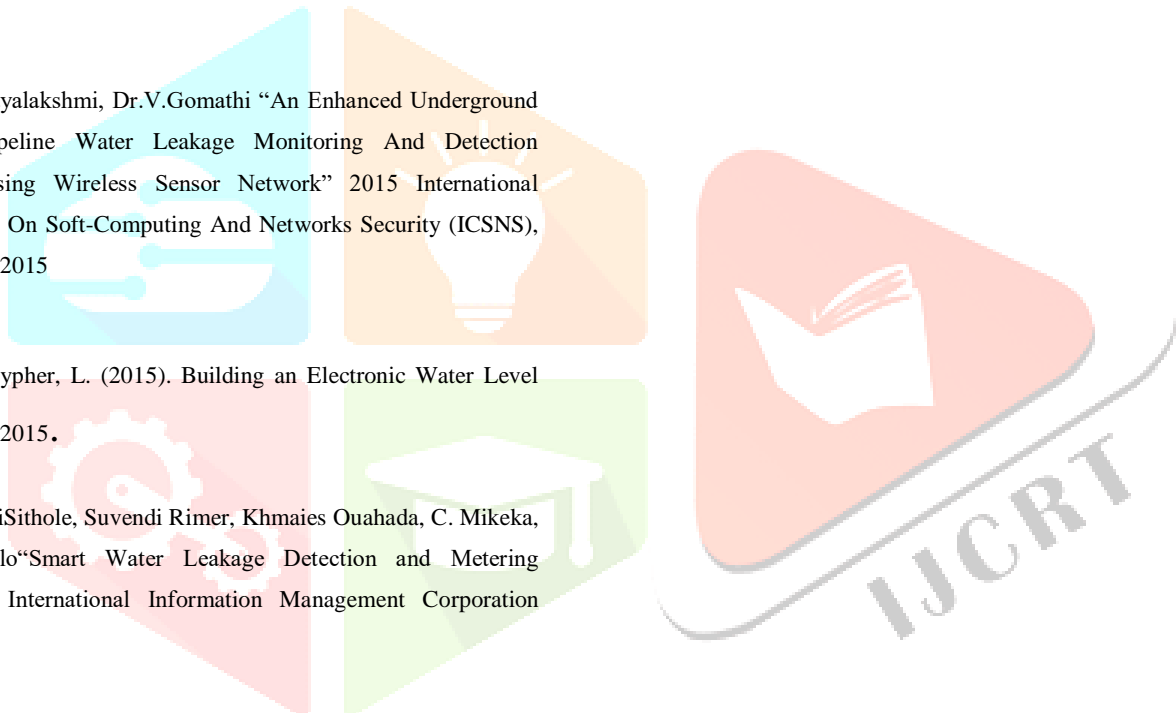 yalakshmi, Dr.V.Gomathi “An Enhanced Underground
peline Water Leakage Monitoring And Detection
sing Wireless Sensor Network” 2015 International
On Soft-Computing And Networks Security (ICSNS),
2015
ypher, L. (2015). Building an Electronic Water Level
2015.
iSithole, Suvendi Rimer, Khmaies Ouahada, C. Mikeka,
lo“Smart Water Leakage Detection and Metering
International Information Management Corporation
IJCRT